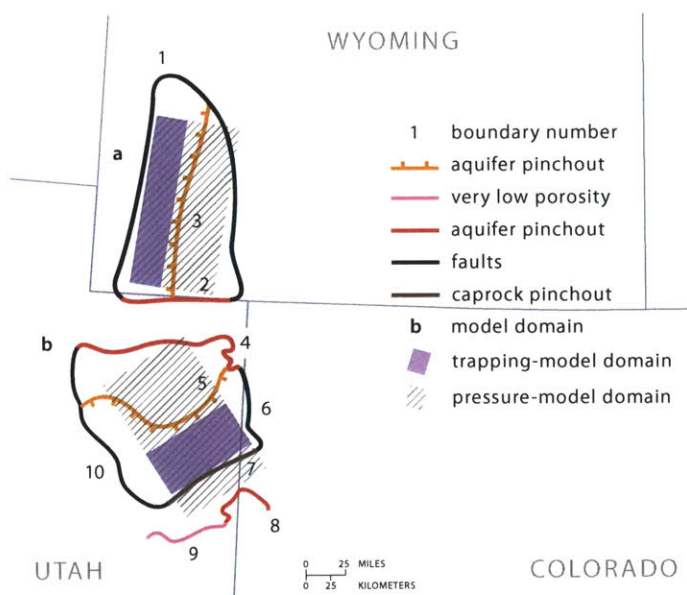 WYOMING
1
a
3
2
1 boundary number
aquifer pinchout
very low porosity
aquifer pinchout
faults
caprock pinchout
b model domain
trapping-model domain
pressure-model domain
b
4
5
6
7
10
8
9
0 25 MILES
0 25
KILOMETERS
UTAH
COLORADO